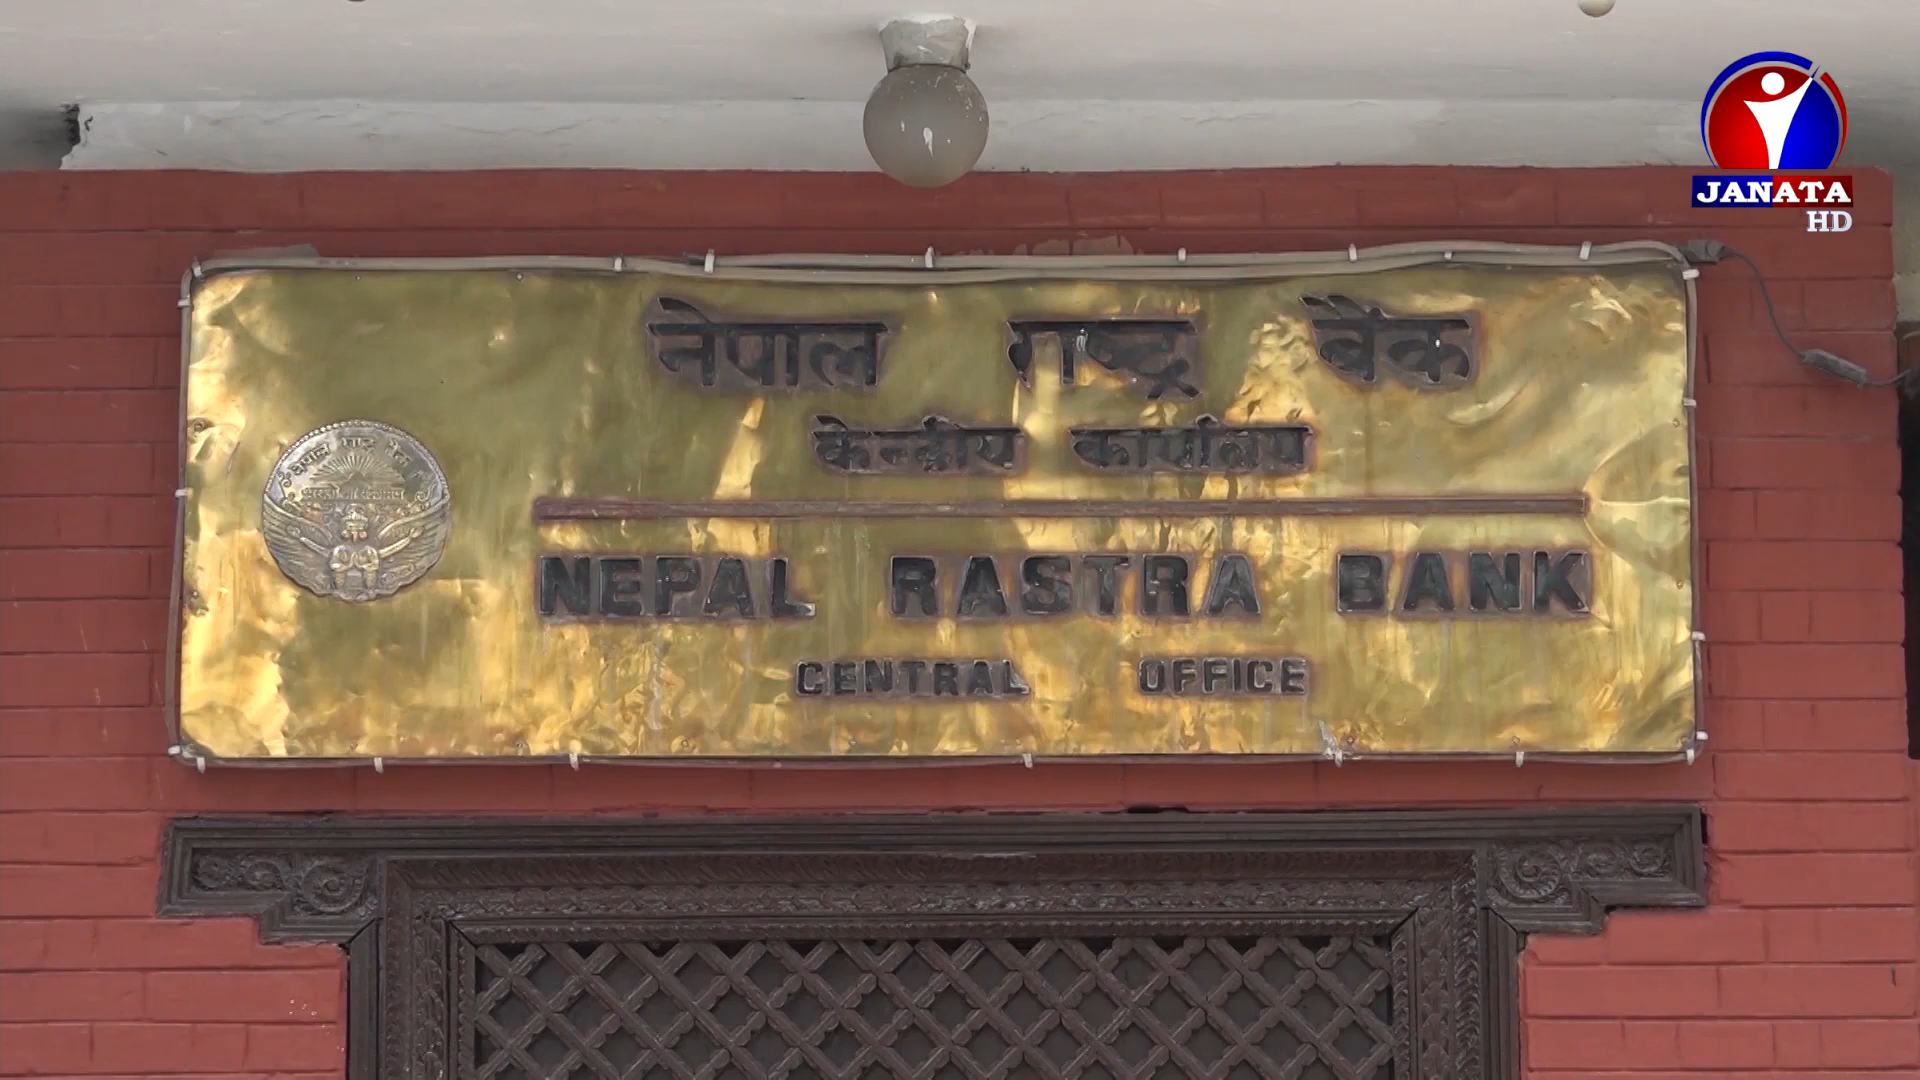 JANATA
HD
नेपाल राष्ट्र बैंक
केन्द्रीय कार्यालय
NEPAL RASTRA BANK
CENTRAL OFFICE